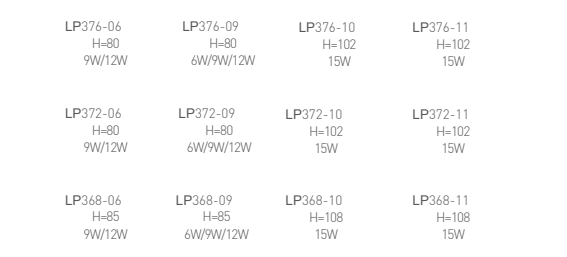 LP376-06 LP376-09 LP376-10 LP376-11
H=80 H=80 H=102 H=102
9W/12W 6W/9W/12W 15W 15W
LP372-06 LP372-09 LP372-10 LP372-11
H=80 H=80 H=102 H=102
9W/12W 6W/9W/12W 15W 15W
LP368-06 LP368-09 LP368-10 LP368-11
H=85 H=85 H=108 H=108
9W/12W 6W/9W/12W 15W 15W